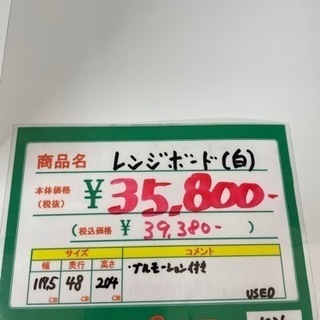 商品名 レンジボード(白)
本体価格 (税抜) ¥35,800-
(税込価格 ¥ 39,380- )
サイズ コメント
幅 奥行 高さ ・ブルモーション付き
117.5 48 204
CM CM CM USED